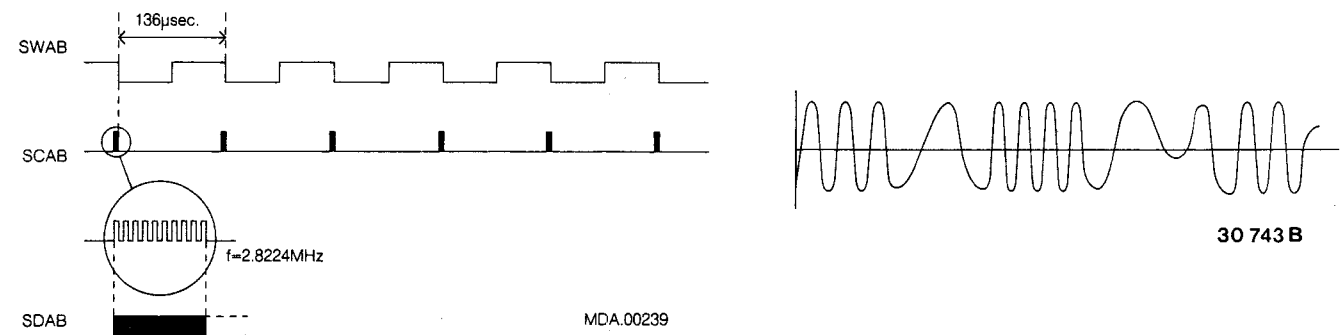 136µsec.
SWAB
SCAB
f=2.8224MHz
SDAB
MDA.00239
30 743 B